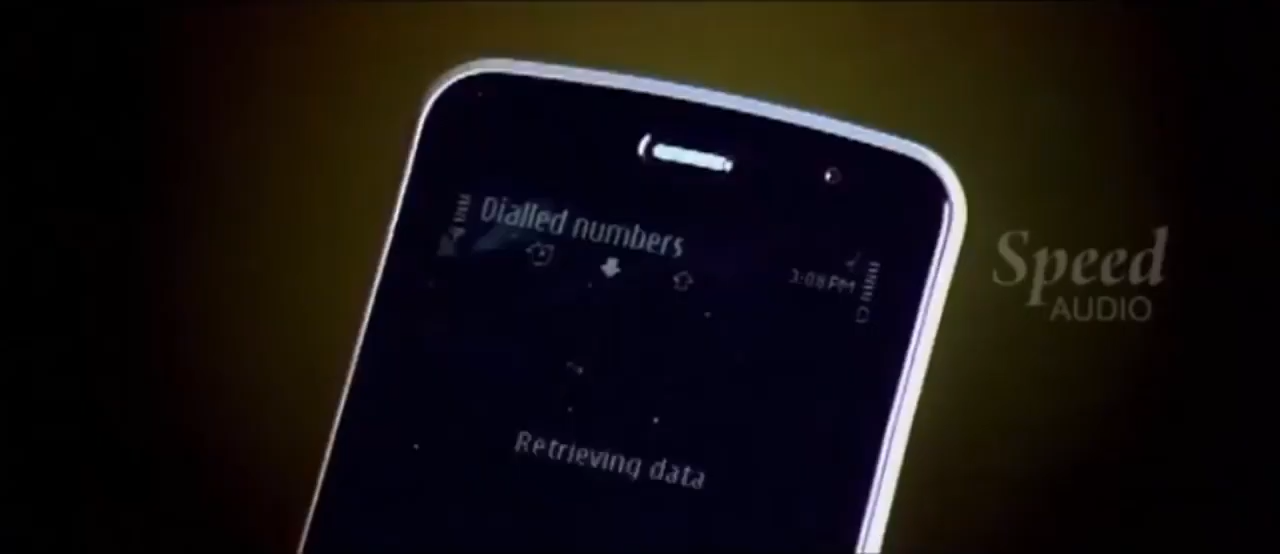 Dialled numbers
3:08 PM
Retrieving data
Speed
AUDIO